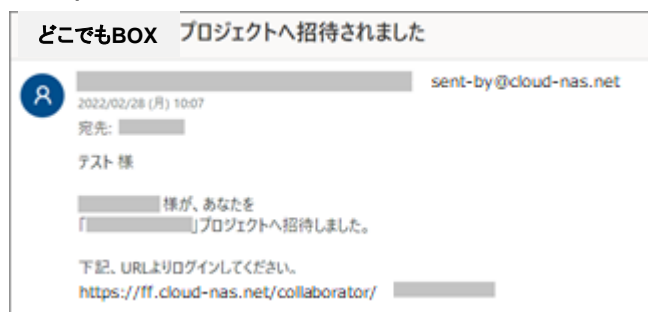 どこでもBOX プロジェクトへ招待されました
sent-by@cloud-nas.net
2022/02/28 (月) 10:07
宛先:
テスト 様
様が、あなたを
「」プロジェクトへ招待しました。
下記、URLよりログインしてください。
https://ff.cloud-nas.net/collaborator/